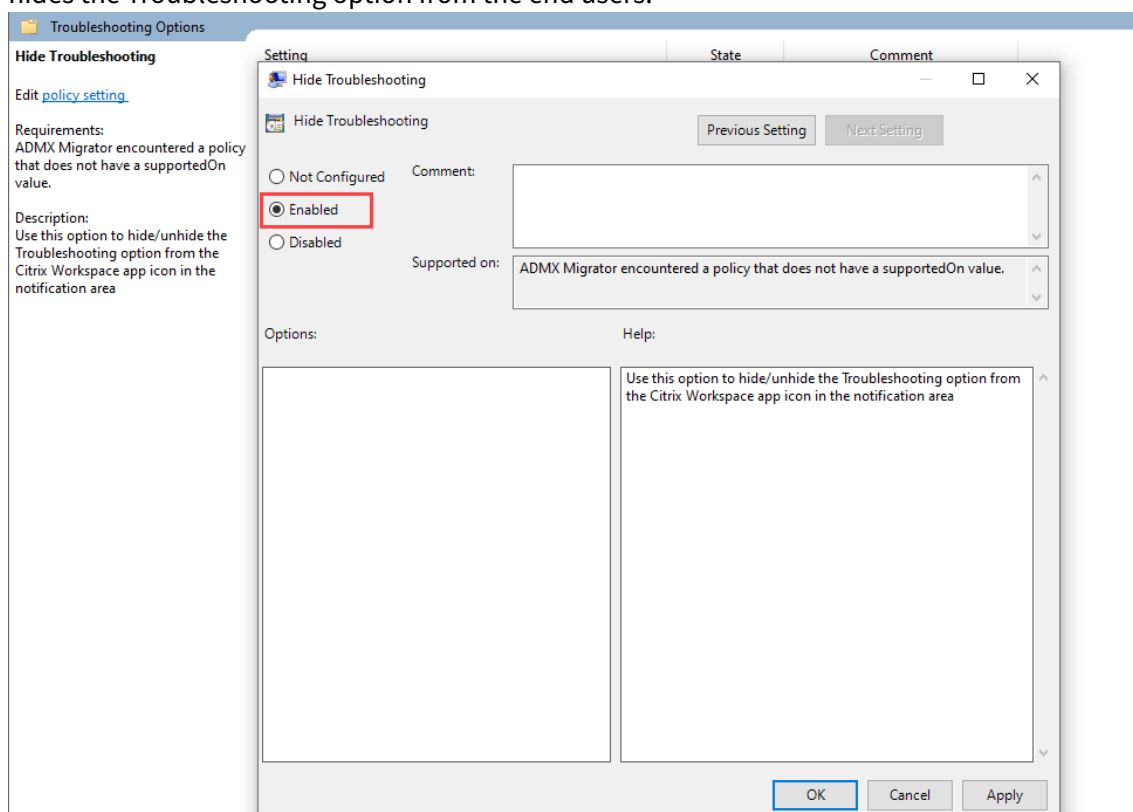 hides the Troubleshooting option from the end users.
Troubleshooting Options
Hide Troubleshooting
Edit policy setting
Requirements:
ADMX Migrator encountered a policy
that does not have a supportedOn
value.
Description:
Use this option to hide/unhide the
Troubleshooting option from the
Citrix Workspace app icon in the
notification area
Setting State Comment
Hide Troubleshooting
Hide Troubleshooting
Previous Setting Next Setting
Not Configured Comment:
Enabled
Disabled
Supported on: ADMX Migrator encountered a policy that does not have a supportedOn value.
Options: Help:
Use this option to hide/unhide the Troubleshooting option from
the Citrix Workspace app icon in the notification area
OK Cancel Apply